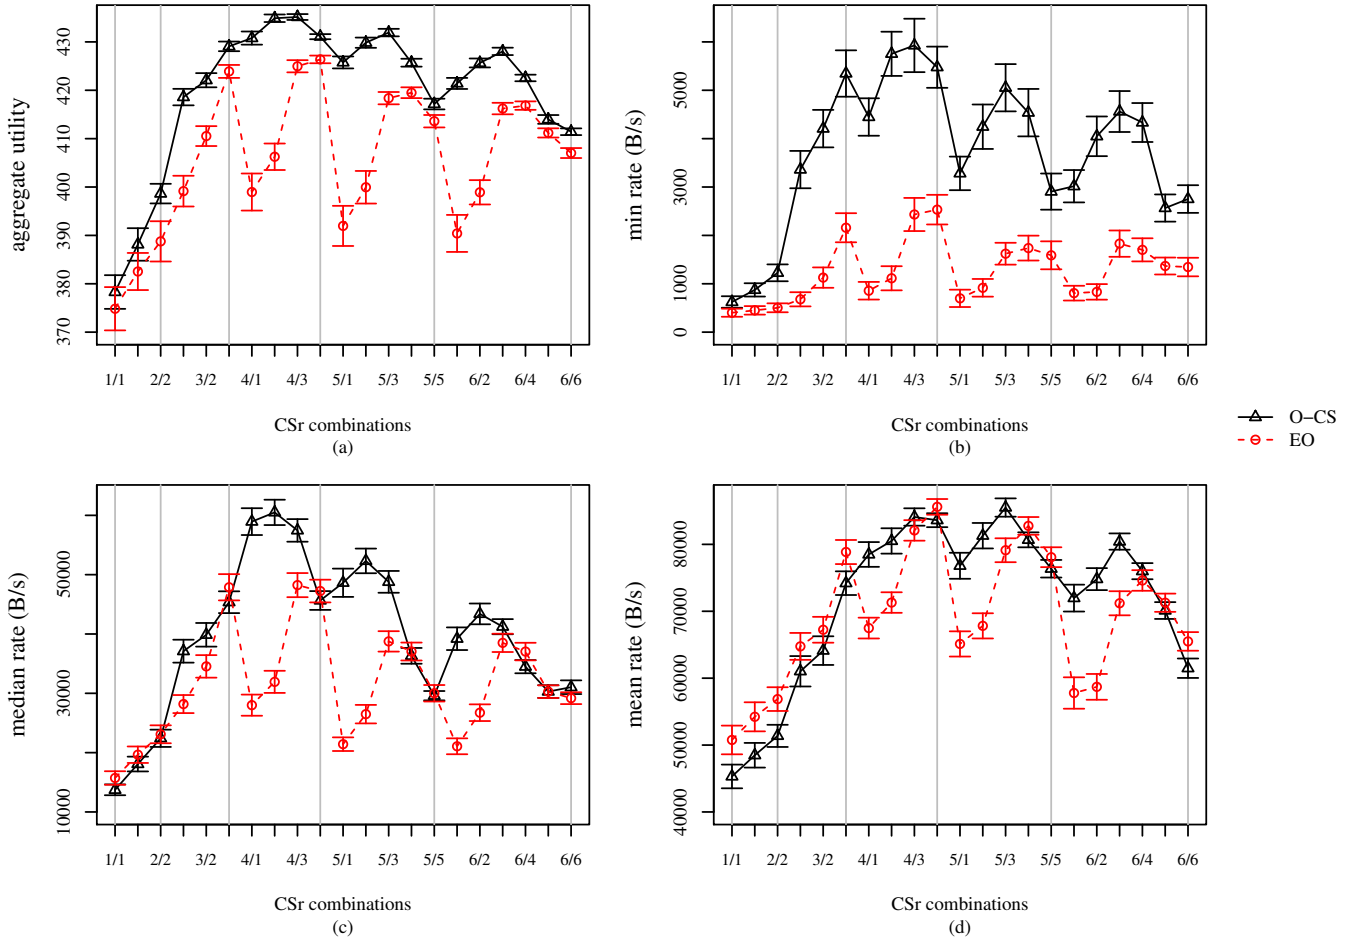 aggregate utility
370 380 390 400 410 420 430
1/1 2/2 3/2 4/1 4/3 5/1 5/3 5/5 6/2 6/4 6/6
CSr combinations
(a)
min rate (B/s)
0 1000 3000 5000
1/1 2/2 3/2 4/1 4/3 5/1 5/3 5/5 6/2 6/4 6/6
CSr combinations
(b)
O−CS
EO
median rate (B/s)
10000 30000 50000
1/1 2/2 3/2 4/1 4/3 5/1 5/3 5/5 6/2 6/4 6/6
CSr combinations
(c)
mean rate (B/s)
40000 50000 60000 70000 80000
1/1 2/2 3/2 4/1 4/3 5/1 5/3 5/5 6/2 6/4 6/6
CSr combinations
(d)